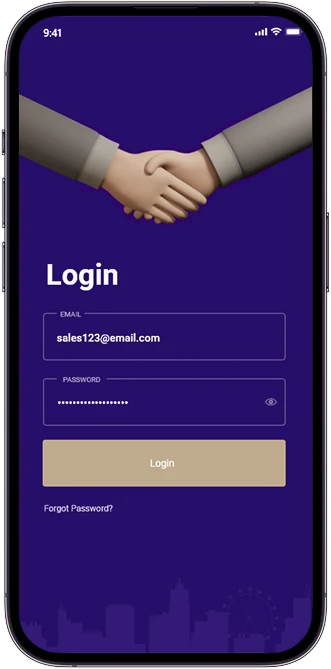 9:41
Login
EMAIL
sales123@email.com
PASSWORD
•••••••••••••••••••
Login
Forgot Password?